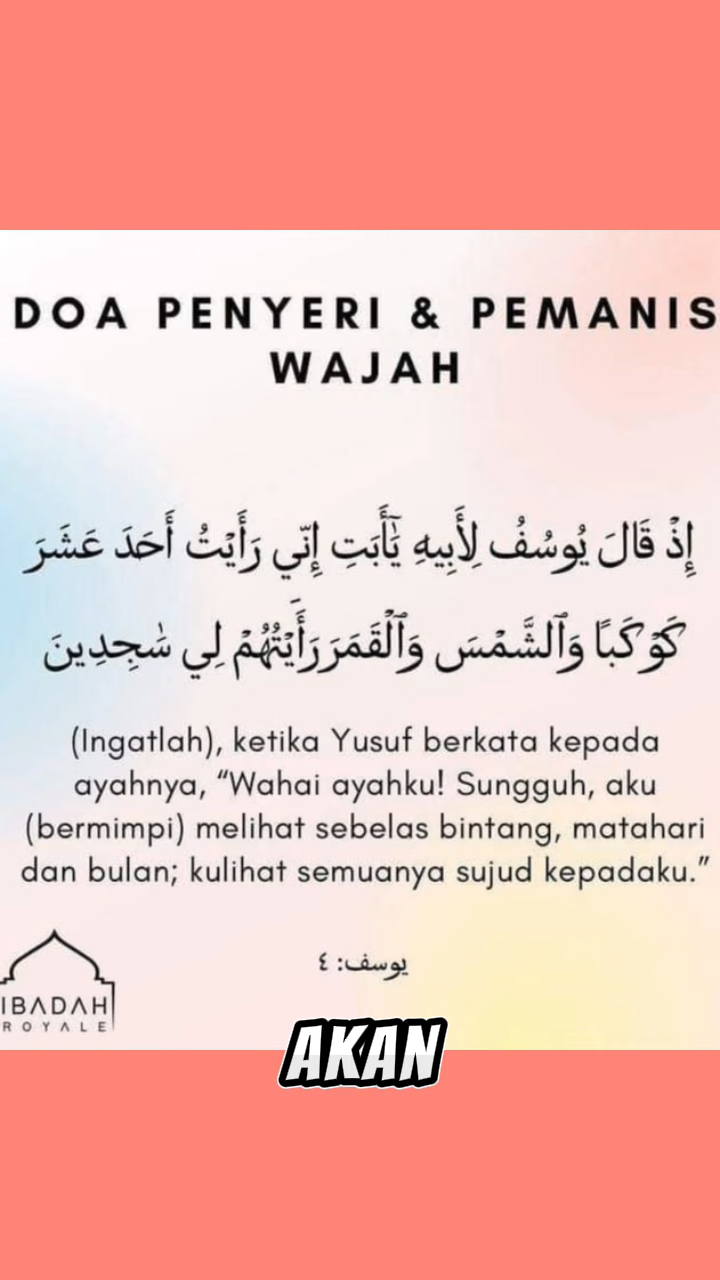 DOA PENYERI & PEMANIS
WAJAH
إِذْ قَالَ يُوسُفُ لِأَبِيهِ يَٰٓأَبَتِ إِنِّي رَأَيْتُ أَحَدَ عَشَرَ
كَوْكَبًا وَٱلشَّمْسَ وَٱلْقَمَرَ رَأَيْتُهُمْ لِي سَٰجِدِينَ
(Ingatlah), ketika Yusuf berkata kepada
ayahnya, “Wahai ayahku! Sungguh, aku
(bermimpi) melihat sebelas bintang, matahari
dan bulan; kulihat semuanya sujud kepadaku.”
يوسف: ٤
IBADAH
ROYALE
AKAN